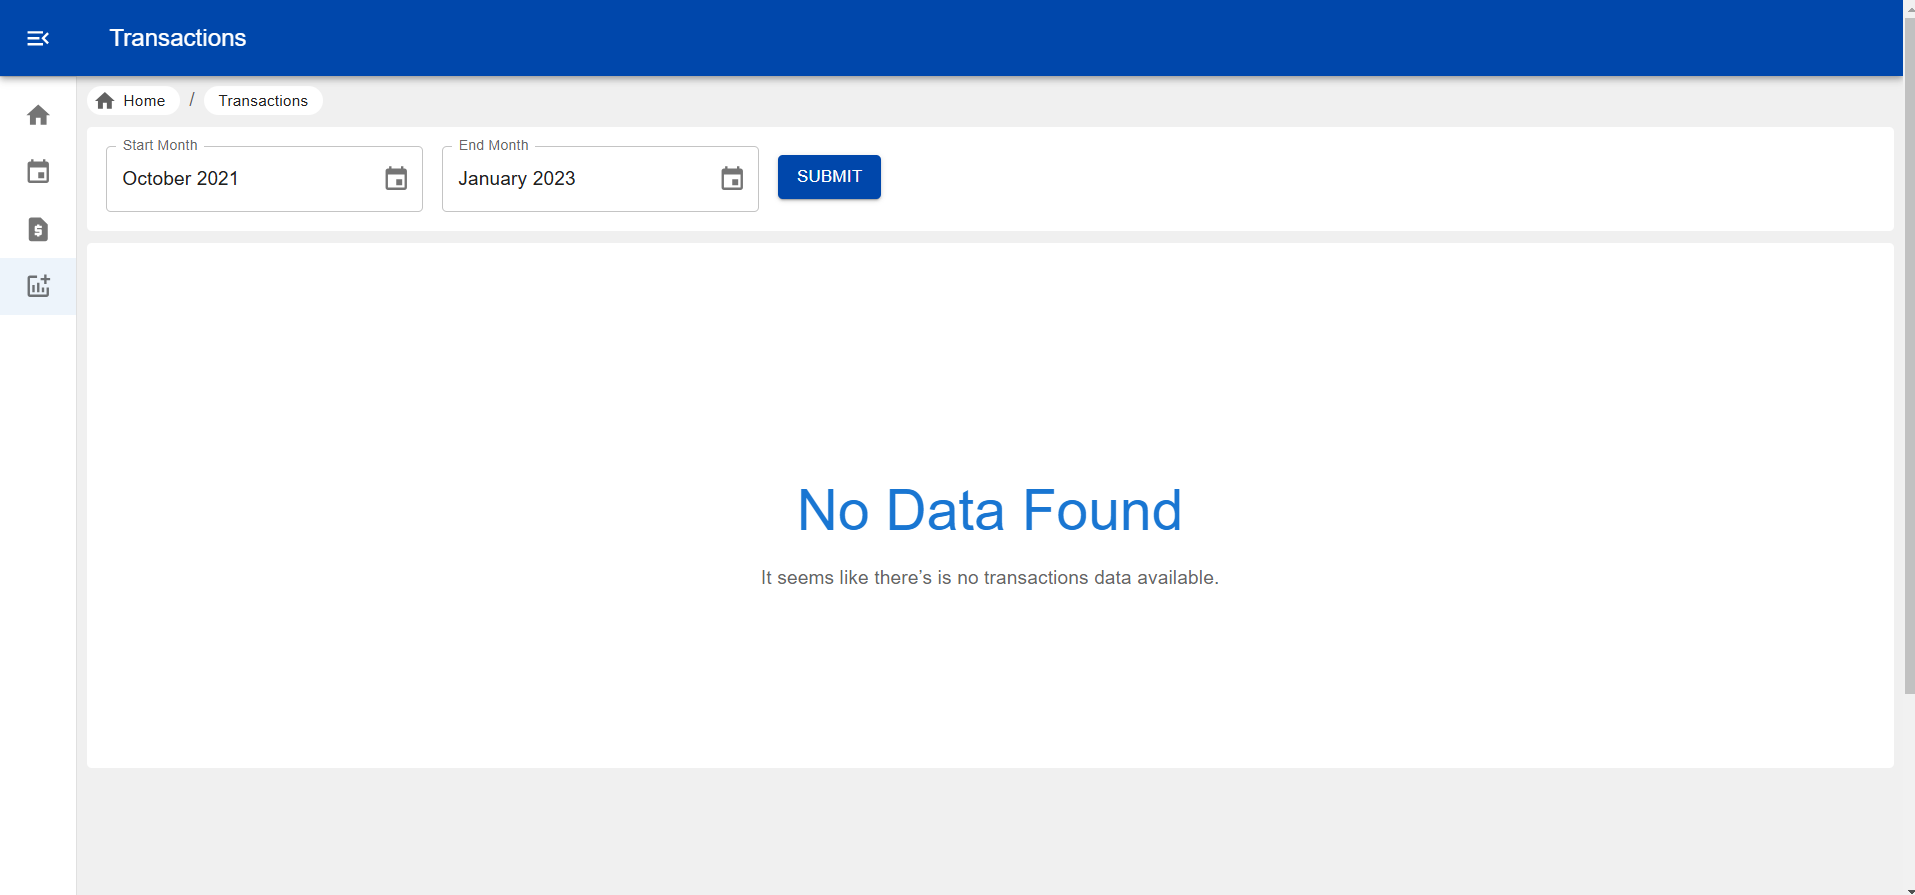 Transactions
Home / Transactions
Start Month
October 2021
End Month
January 2023
SUBMIT
No Data Found
It seems like there’s is no transactions data available.